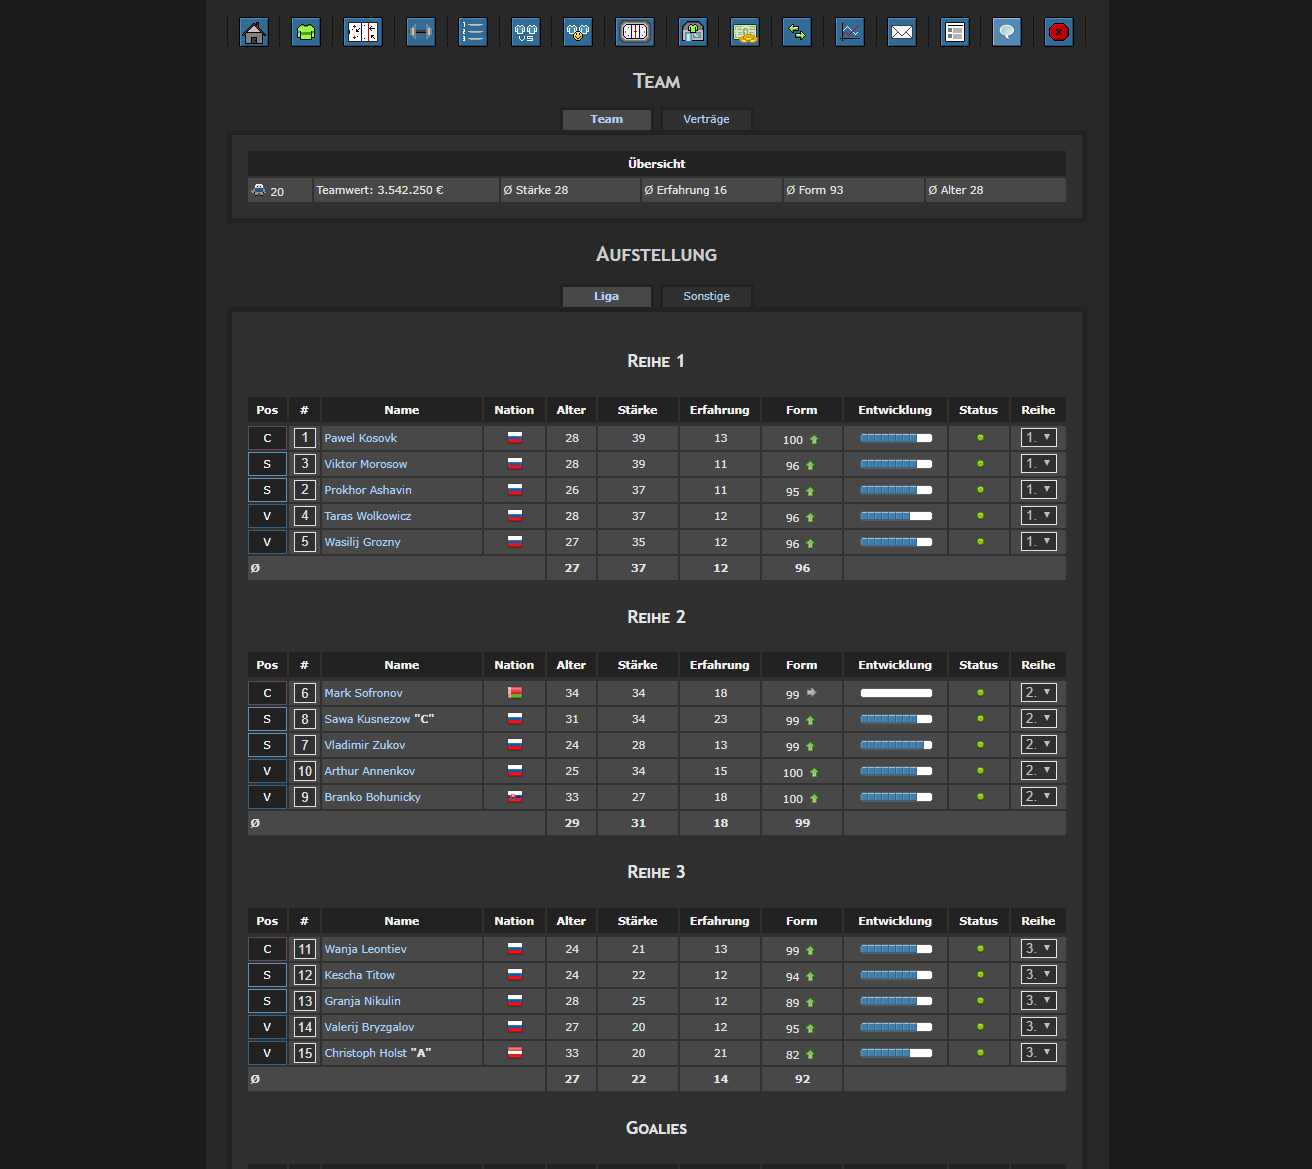 Team
Team Verträge
Übersicht
20 Teamwert: 3.542.250 € Ø Stärke 28 Ø Erfahrung 16 Ø Form 93 Ø Alter 28
Aufstellung
Liga Sonstige
Reihe 1
Pos # Name Nation Alter Stärke Erfahrung Form Entwicklung Status Reihe
C 1 Pawel Kosovk 28 39 13 100 1.
S 3 Viktor Morosow 28 39 11 96 1.
S 2 Prokhor Ashavin 26 37 11 95 1.
V 4 Taras Wolkowicz 28 37 12 96 1.
V 5 Wasilij Grozny 27 35 12 96 1.
Ø 27 37 12 96
Reihe 2
Pos # Name Nation Alter Stärke Erfahrung Form Entwicklung Status Reihe
C 6 Mark Sofronov 34 34 18 99 2.
S 8 Sawa Kusnezow "C" 31 34 23 99 2.
S 7 Vladimir Zukov 24 28 13 99 2.
V 10 Arthur Annenkov 25 34 15 100 2.
V 9 Branko Bohunicky 33 27 18 100 2.
Ø 29 31 18 99
Reihe 3
Pos # Name Nation Alter Stärke Erfahrung Form Entwicklung Status Reihe
C 11 Wanja Leontiev 24 21 13 99 3.
S 12 Kescha Titow 24 22 12 94 3.
S 13 Granja Nikulin 28 25 12 89 3.
V 14 Valerij Bryzgalov 27 20 12 95 3.
V 15 Christoph Holst "A" 33 20 21 82 3.
Ø 27 22 14 92
Goalies